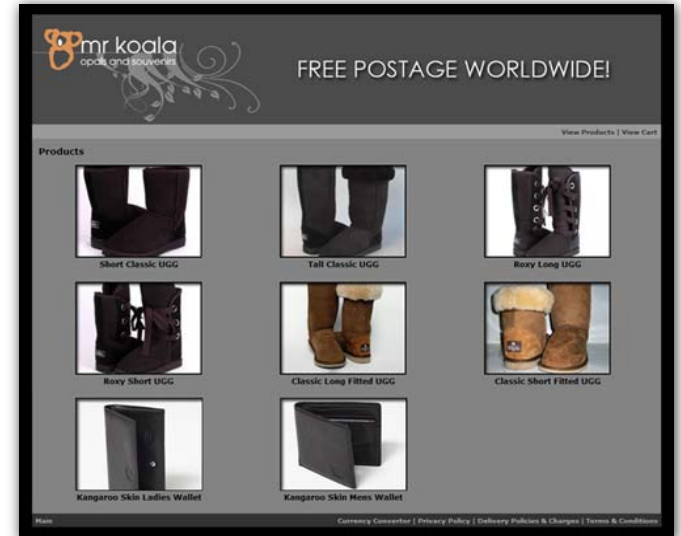 mr koala
opals and souvenirs
FREE POSTAGE WORLDWIDE!
View Products | View Cart
Products
Short Classic UGG
Tall Classic UGG
Roxy Long UGG
Roxy Short UGG
Classic Long Fitted UGG
Classic Short Fitted UGG
Kangaroo Skin Ladies Wallet
Kangaroo Skin Mens Wallet
Main
Currency Convertor | Privacy Policy | Delivery Policies & Charges | Terms & Conditions